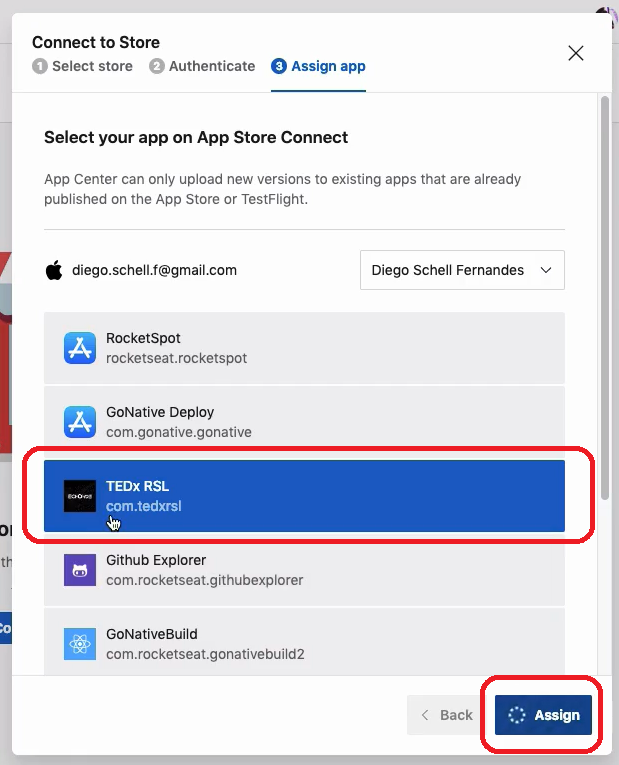 Connect to Store
1 Select store 2 Authenticate 3 Assign app
Select your app on App Store Connect
App Center can only upload new versions to existing apps that are already
published on the App Store or TestFlight.
diego.schell.f@gmail.com
Diego Schell Fernandes
RocketSpot
rocketseat.rocketspot
GoNative Deploy
com.gonative.gonative
TEDx RSL
com.tedxrsl
Github Explorer
com.rocketseat.githubexplorer
GoNativeBuild
com.rocketseat.gonativebuild2
Back
Assign